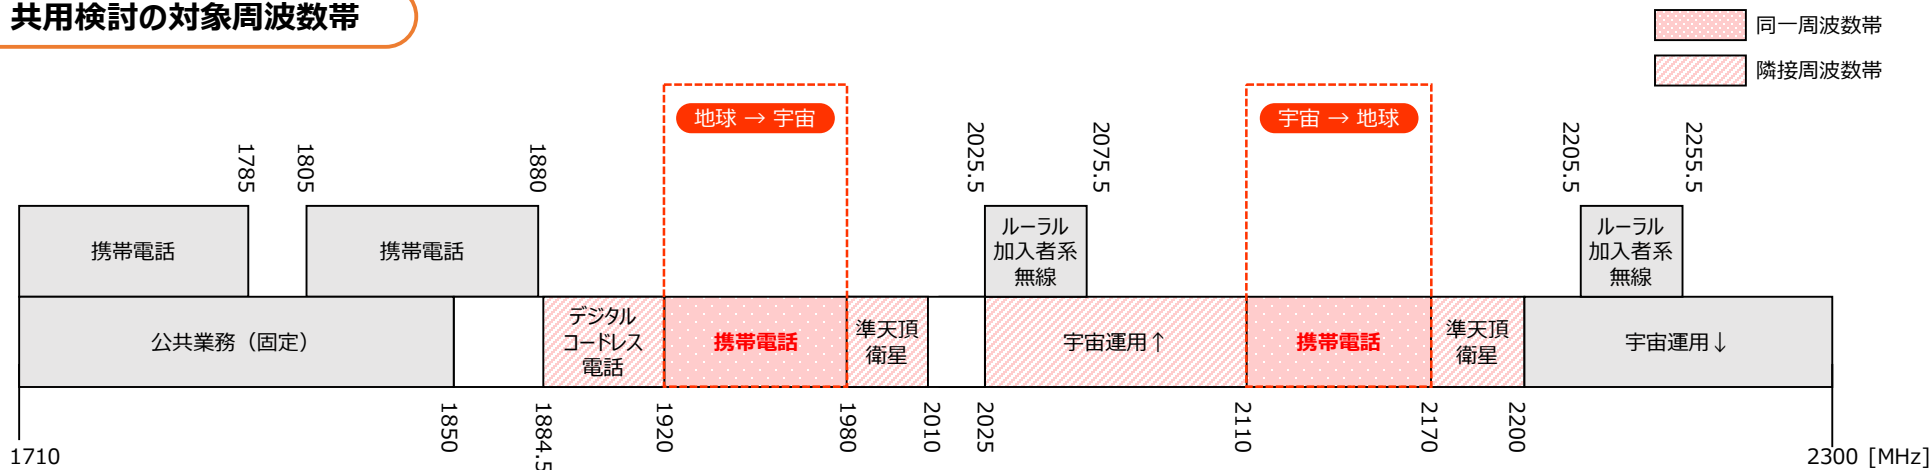 共用検討の対象周波数帯
同一周波数帯
隣接周波数帯
地球 → 宇宙
宇宙 → 地球
1785
1805
1880
2025.5
2075.5
2205.5
2255.5
携帯電話
携帯電話
ルーラル
加入者系
無線
ルーラル
加入者系
無線
公共業務（固定）
デジタル
コードレス
電話
携帯電話
準天頂
衛星
宇宙運用↑
携帯電話
準天頂
衛星
宇宙運用↓
1710
1850
1884.5
1920
1980
2010
2025
2110
2170
2200
2300 [MHz]